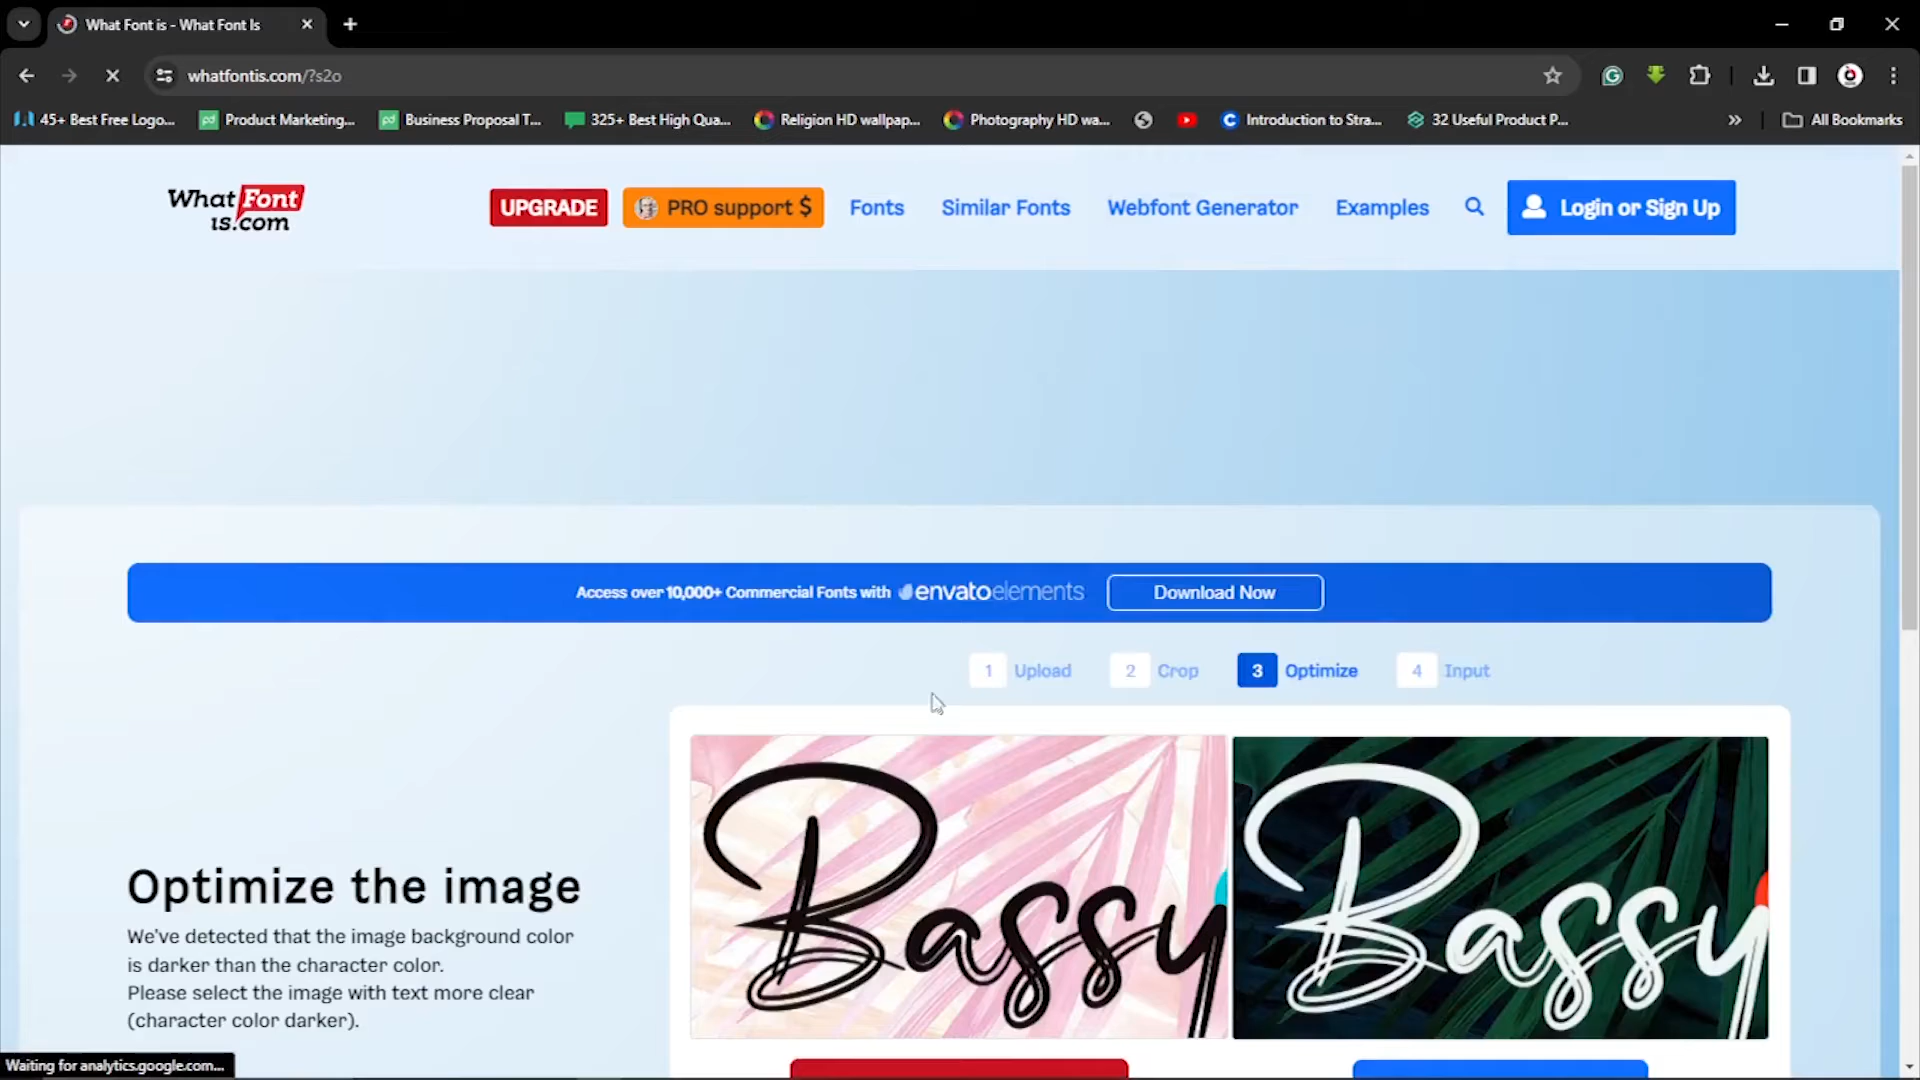 What Font is - What Font Is
whatfontis.com/?s2o
45+ Best Free Logo...
Product Marketing...
Business Proposal T...
325+ Best High Qua...
Religion HD wallpap...
Photography HD wa...
Introduction to Stra...
32 Useful Product P...
All Bookmarks
What Font
is.com
UPGRADE
PRO support $
Fonts
Similar Fonts
Webfont Generator
Examples
Login or Sign Up
Access over 10,000+ Commercial Fonts with envatoelements
Download Now
1 Upload
2 Crop
3 Optimize
4 Input
Bassy
Bassy
Optimize the image
We've detected that the image background color
is darker than the character color.
Please select the image with text more clear
(character color darker).
Waiting for analytics.google.com...